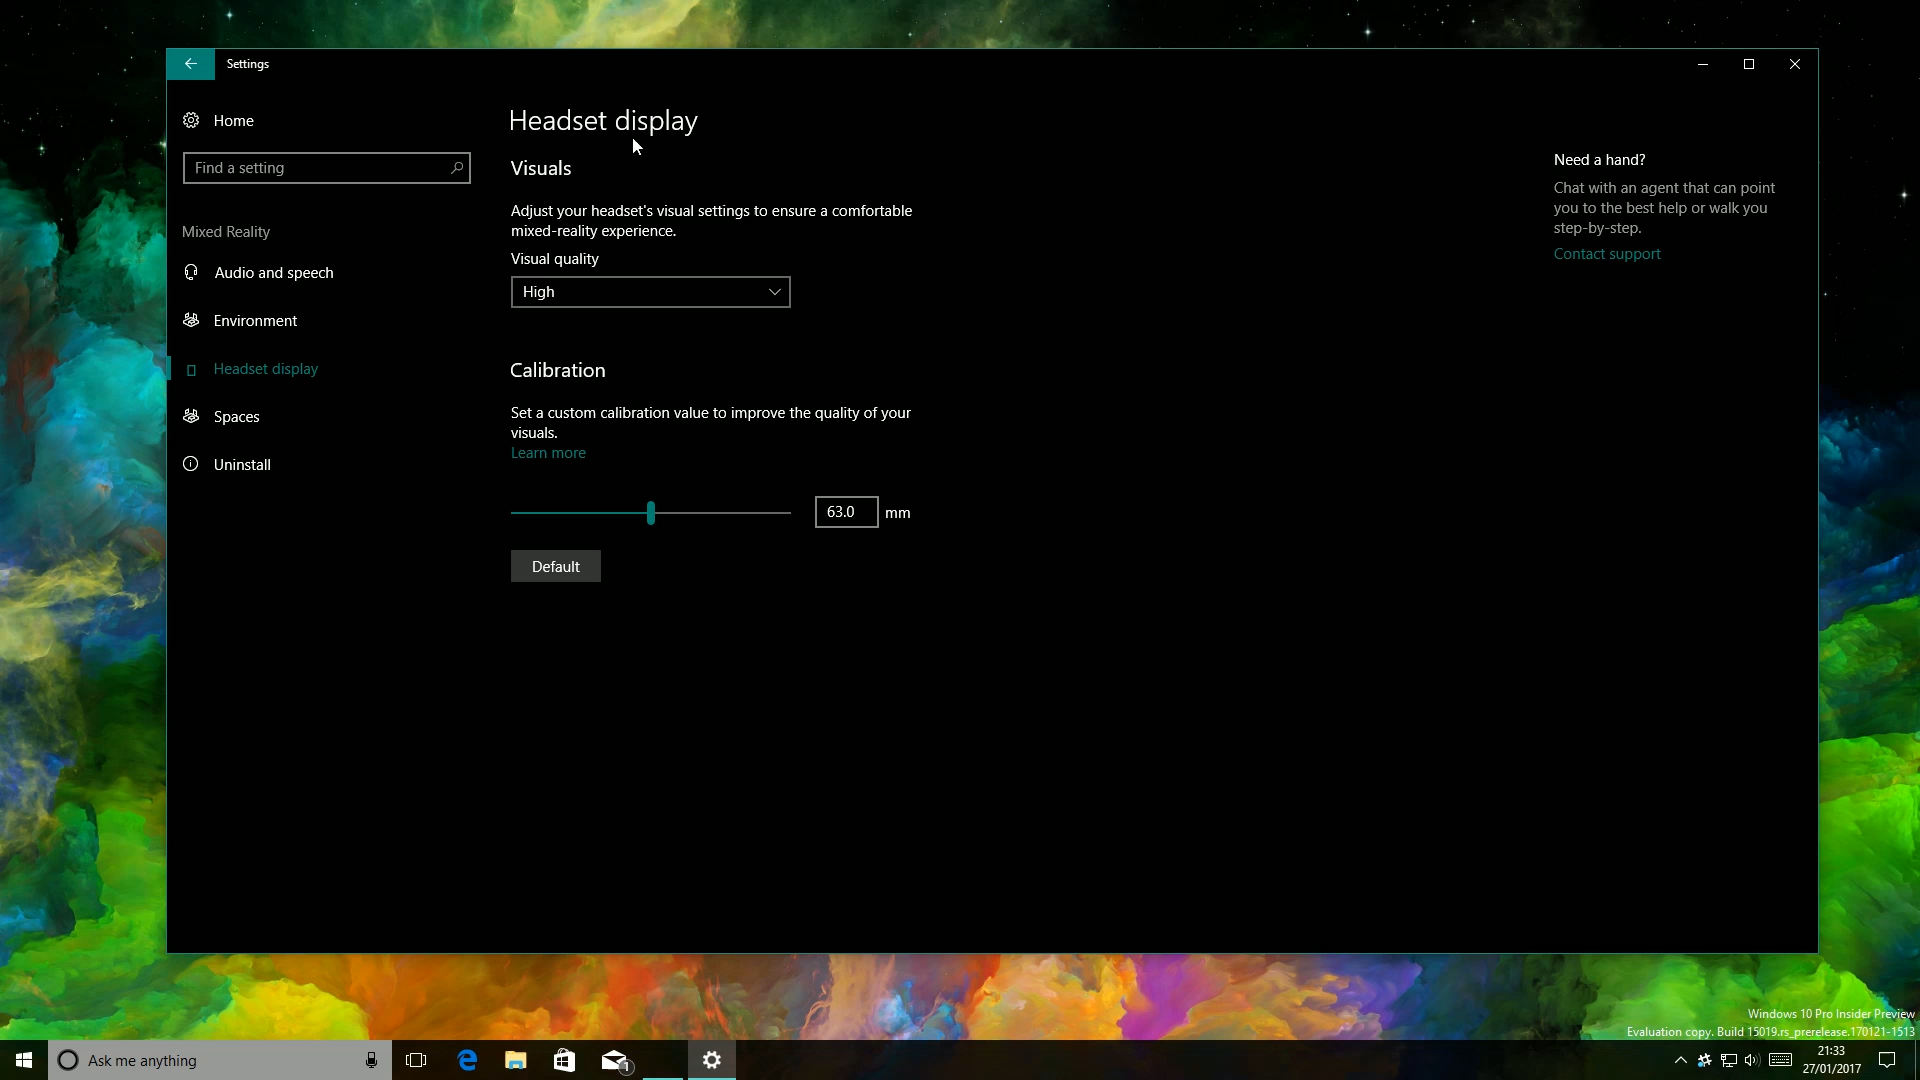 Settings
Home
Find a setting
Mixed Reality
Audio and speech
Environment
Headset display
Spaces
Uninstall
Headset display
Visuals
Adjust your headset's visual settings to ensure a comfortable
mixed-reality experience.
Visual quality
High
Calibration
Set a custom calibration value to improve the quality of your
visuals.
Learn more
63.0 mm
Default
Need a hand?
Chat with an agent that can point
you to the best help or walk you
step-by-step.
Contact support
Windows 10 Pro Insider Preview
Evaluation copy. Build 15019.rs_prerelease.170121-1513
Ask me anything
1
21:33
27/01/2017